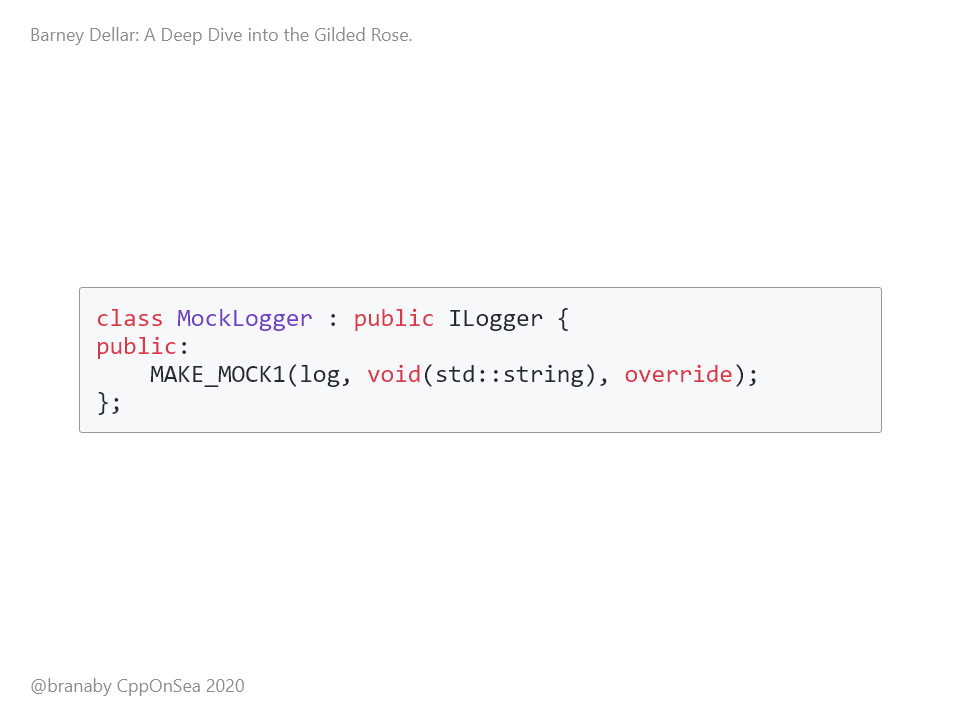 Barney Dellar: A Deep Dive into the Gilded Rose.
class MockLogger : public ILogger {
public:
    MAKE_MOCK1(log, void(std::string), override);
};
@branaby CppOnSea 2020